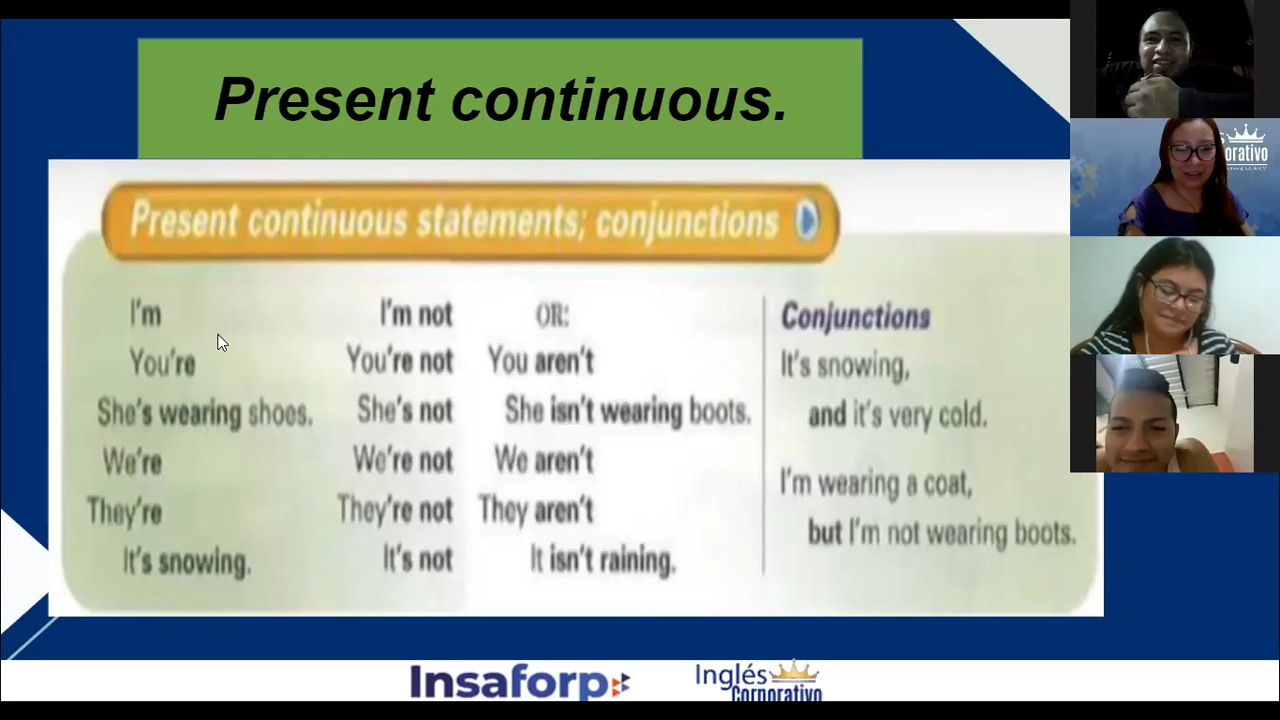 Present continuous.
Present continuous statements; conjunctions
I'm I'm not OR: Conjunctions
You're You're not You aren't It's snowing,
She's wearing shoes. She's not She isn't wearing boots. and it's very cold.
We're We're not We aren't I'm wearing a coat,
They're They're not They aren't but I'm not wearing boots.
It's snowing. It's not It isn't raining.
Insaforp Inglés
Corporativo
orativo